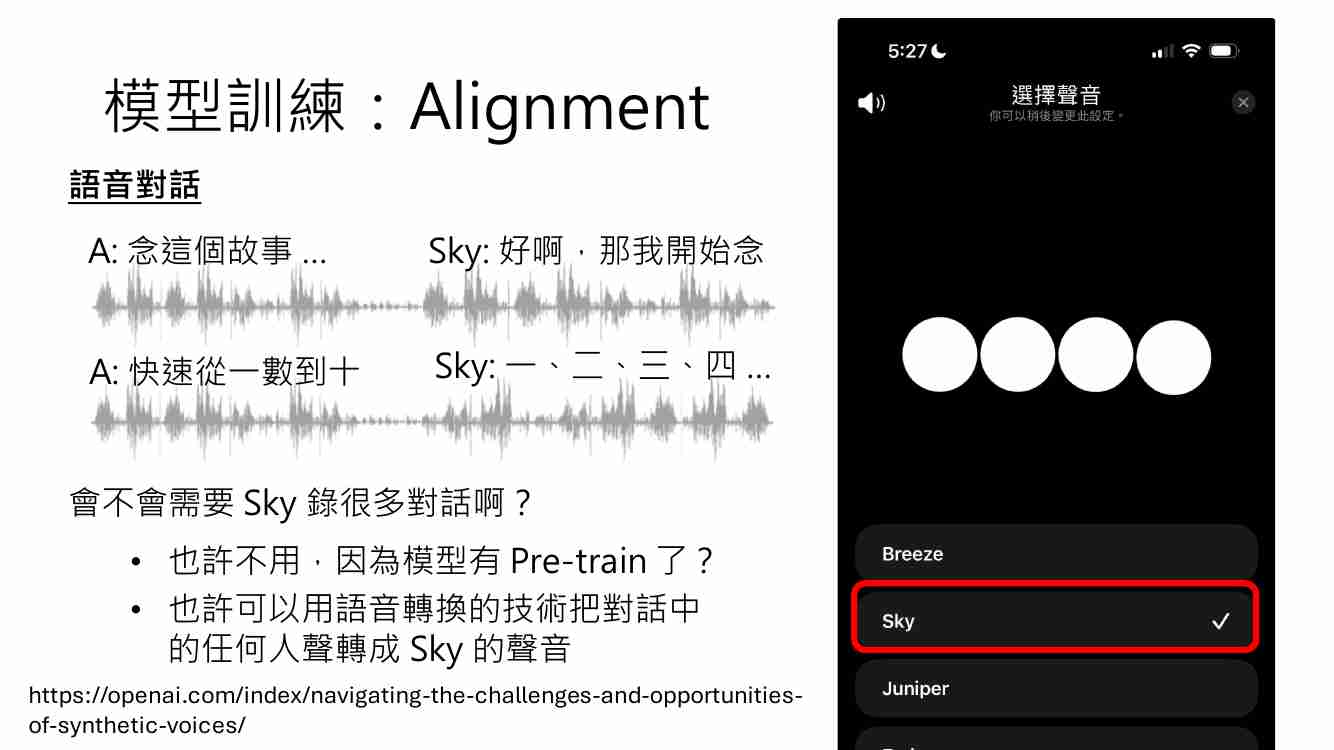 模型訓練：Alignment
語音對話
A: 念這個故事 ...
Sky: 好啊，那我開始念
A: 快速從一數到十
Sky: 一、二、三、四 ...
會不會需要 Sky 錄很多對話啊？
• 也許不用，因為模型有 Pre-train 了？
• 也許可以用語音轉換的技術把對話中
的任何人聲轉成 Sky 的聲音
https://openai.com/index/navigating-the-challenges-and-opportunities-
of-synthetic-voices/
5:27
選擇聲音
你可以稍後變更此設定。
Breeze
Sky
Juniper